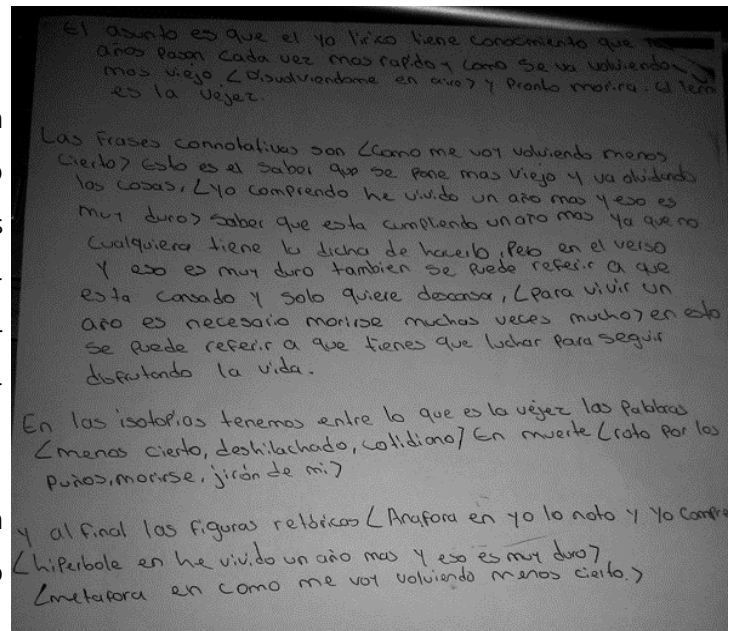 El asunto es que el yo lirico tiene conocmiento que
años pasan cada vez mas rapido y como se va volviendo
mas viejo <Disolviendome en aire> y Pronto morira. el tem
es la vejez.
Las Frases connotativas son <Como me voy volviendo menos
Cierto> Esto es el saber que se pone mas viejo y va olvidando
las cosas, <yo comprendo he vivido un año mas y eso es
muy duro> saber que esta cumpliendo un año mas ya que no
cualquiera tiene la dicha de hacerlo, Pero en el verso
Y eso es muy duro tambien se puede referir a que
esta cansado y solo quiere descansar, <para vivir un
año es necesario morirse muchas veces mucho> en esto
se puede referir a que tienes que luchar para seguir
disfrutando la vida.
En las isotopias tenemos entre lo que es la vejez las Palabras
<menos cierto, deshilachado, cotidiano> En muerte <roto por los
puños, morirse, jirón de mi>
y al final las figuras retóricas <Anafora en yo lo noto y Yo compre
<hiperbole en he vivido un año mas y eso es muy duro>
<metafora en como me voy volviendo menos cierto.>